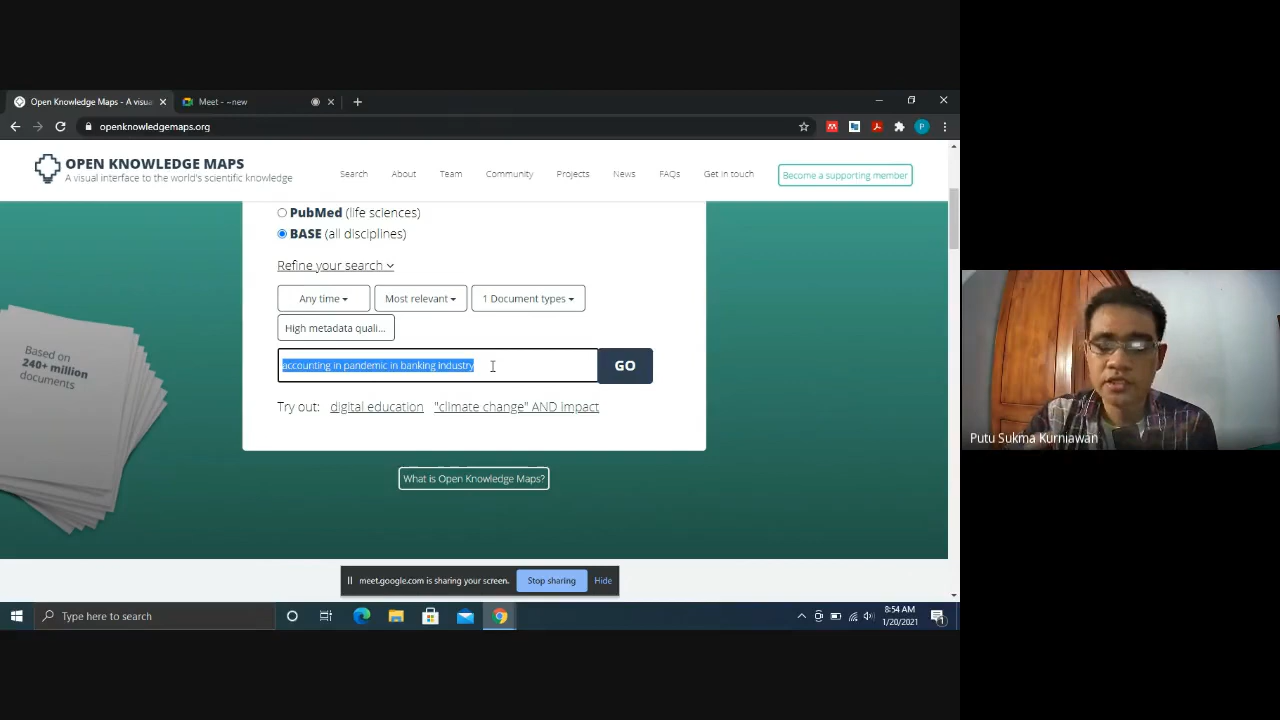 Open Knowledge Maps - A visua
Meet - ~new
openknowledgemaps.org
P
OPEN KNOWLEDGE MAPS
A visual interface to the world's scientific knowledge
Search
About
Team
Community
Projects
News
FAQs
Get in touch
Become a supporting member
PubMed (life sciences)
BASE (all disciplines)
Refine your search
Any time
Most relevant
1 Document types
High metadata quali...
accounting in pandemic in banking industry
GO
Try out: digital education "climate change" AND impact
Based on
240+ million
documents
What is Open Knowledge Maps?
Putu Sukma Kurniawan
meet.google.com is sharing your screen.
Stop sharing
Hide
Type here to search
8:54 AM
1/20/2021
1